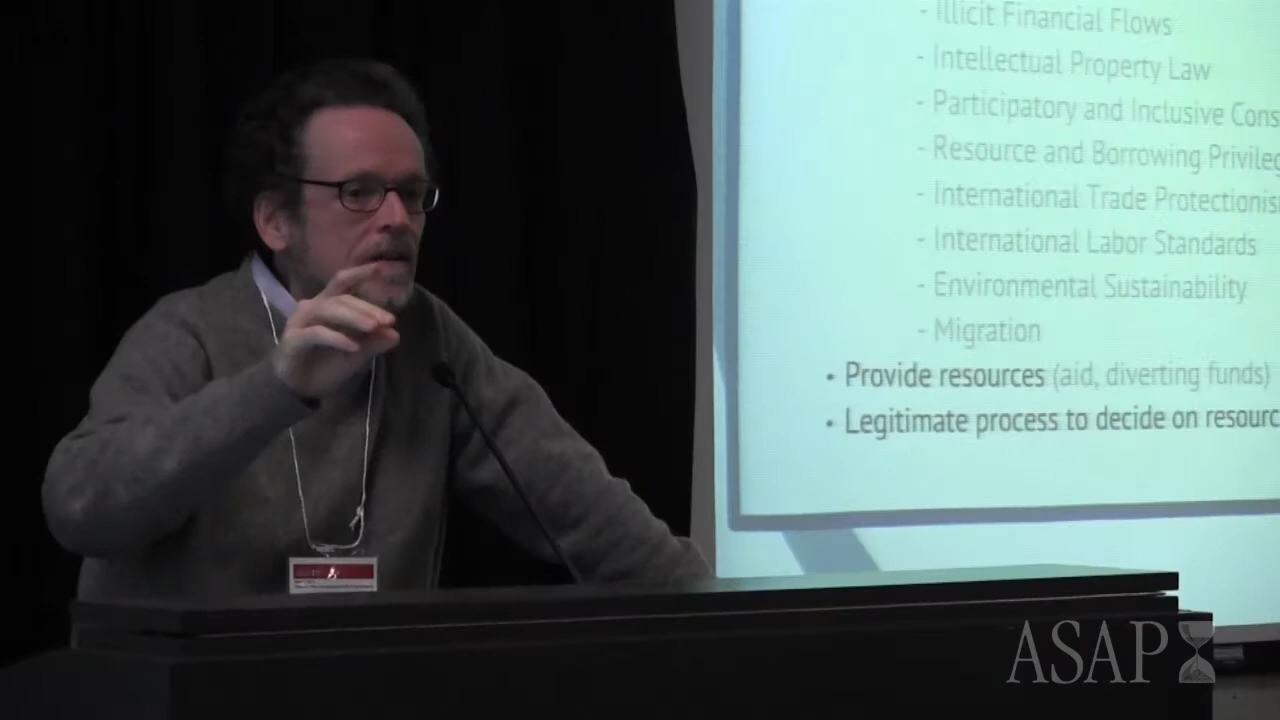 - Illicit Financial Flows
- Intellectual Property Law
- Participatory and Inclusive Cons
- Resource and Borrowing Privileg
- International Trade Protectionis
- International Labor Standards
- Environmental Sustainability
- Migration
• Provide resources (aid, diverting funds)
• Legitimate process to decide on resourc
ASAP